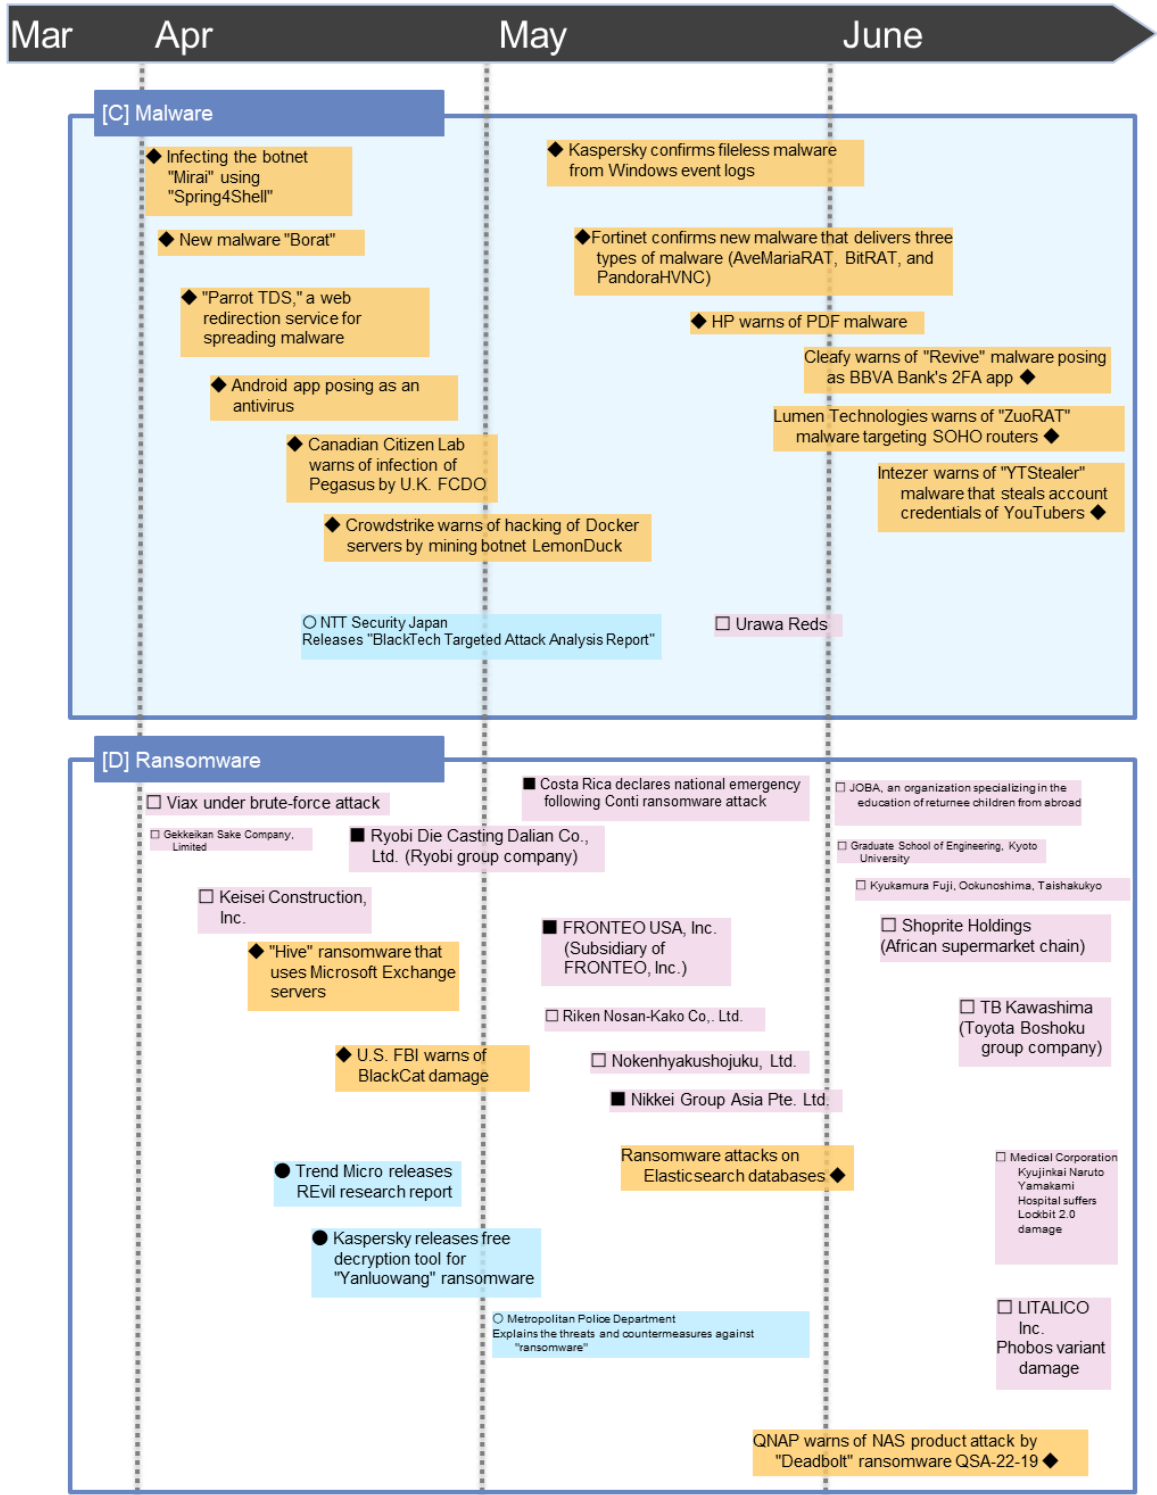 Mar Apr May June
[C] Malware
◆ Infecting the botnet
"Mirai" using
"Spring4Shell"
◆ New malware "Borat"
◆ "Parrot TDS," a web
redirection service for
spreading malware
◆ Android app posing as an
antivirus
◆ Canadian Citizen Lab
warns of infection of
Pegasus by U.K. FCDO
◆ Crowdstrike warns of hacking of Docker
servers by mining botnet LemonDuck
◆ Kaspersky confirms fileless malware
from Windows event logs
◆Fortinet confirms new malware that delivers three
types of malware (AveMariaRAT, BitRAT, and
PandoraHVNC)
◆ HP warns of PDF malware
Cleafy warns of "Revive" malware posing
as BBVA Bank's 2FA app ◆
Lumen Technologies warns of "ZuoRAT"
malware targeting SOHO routers ◆
Intezer warns of "YTStealer"
malware that steals account
credentials of YouTubers ◆
○ NTT Security Japan
Releases "BlackTech Targeted Attack Analysis Report"
□ Urawa Reds
[D] Ransomware
□ Viax under brute-force attack
□ Gekkeikan Sake Company,
Limited
■ Ryobi Die Casting Dalian Co.,
Ltd. (Ryobi group company)
□ Keisei Construction,
Inc.
◆ "Hive" ransomware that
uses Microsoft Exchange
servers
◆ U.S. FBI warns of
BlackCat damage
● Trend Micro releases
REvil research report
● Kaspersky releases free
decryption tool for
"Yanluowang" ransomware
■ Costa Rica declares national emergency
following Conti ransomware attack
■ FRONTEO USA, Inc.
(Subsidiary of
FRONTEO, Inc.)
□ Riken Nosan-Kako Co,. Ltd.
□ Nokenhyakushojuku, Ltd.
■ Nikkei Group Asia Pte. Ltd.
Ransomware attacks on
Elasticsearch databases ◆
○ Metropolitan Police Department
Explains the threats and countermeasures against
"ransomware"
□ JOBA, an organization specializing in the
education of returnee children from abroad
□ Graduate School of Engineering, Kyoto
University
□ Kyukamura Fuji, Ookunoshima, Taishakukyo
□ Shoprite Holdings
(African supermarket chain)
□ TB Kawashima
(Toyota Boshoku
group company)
□ Medical Corporation
Kyujinkai Naruto
Yamakami
Hospital suffers
Lockbit 2.0
damage
□ LITALICO
Inc.
Phobos variant
damage
QNAP warns of NAS product attack by
"Deadbolt" ransomware QSA-22-19 ◆